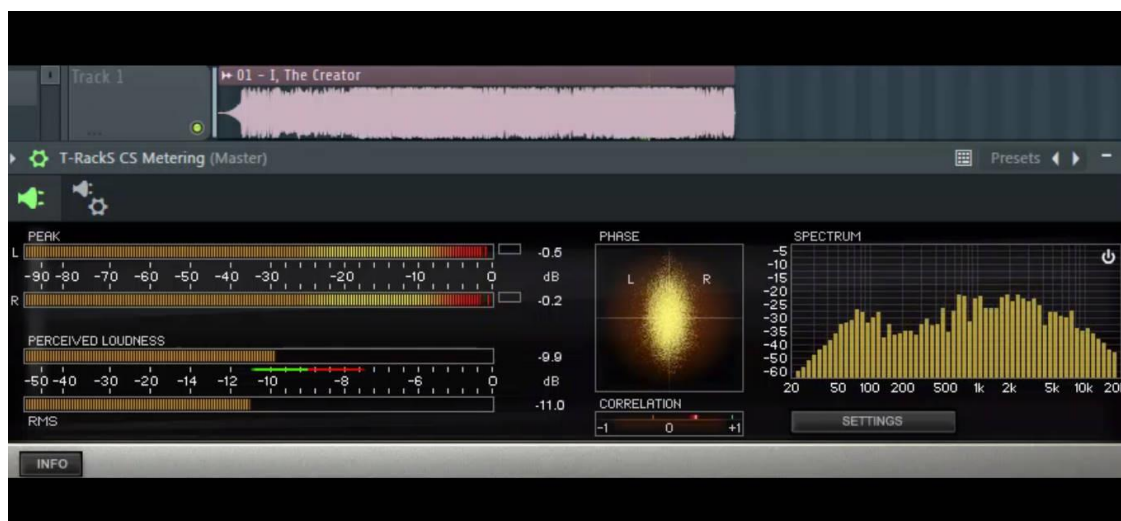 Track 1
01 - I, The Creator
T-RackS CS Metering (Master)
Presets
PEAK
L
-0.5
-90 -80 -70 -60 -50 -40 -30 -20 -10 0
dB
R
-0.2
PERCEIVED LOUDNESS
-9.9
-50 -40 -30 -20 -14 -12 -10 -8 -6 0
dB
-11.0
RMS
PHASE
L R
CORRELATION
-1 0 +1
SPECTRUM
-5
-10
-15
-20
-25
-30
-35
-40
-50
-60
20 50 100 200 500 1k 2k 5k 10k 20
SETTINGS
INFO